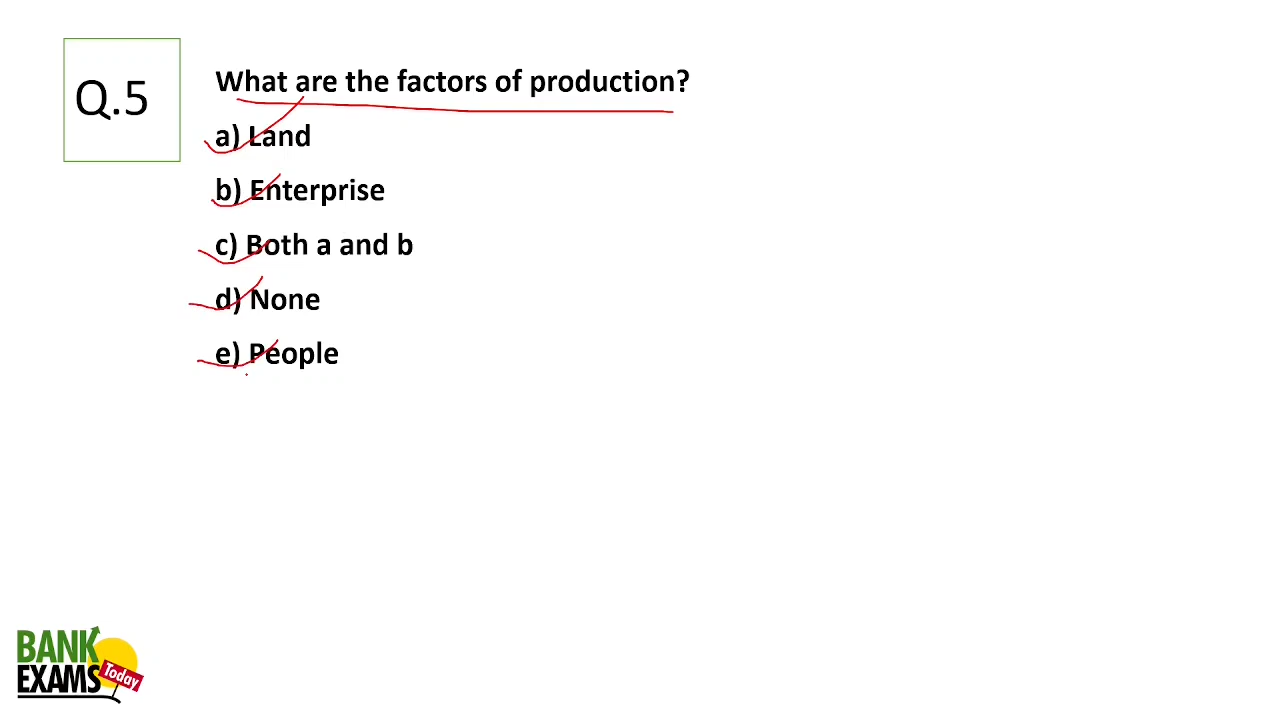 Q.5
What are the factors of production?
a) Land
b) Enterprise
c) Both a and b
d) None
e) People
BANK
EXAMS
Today